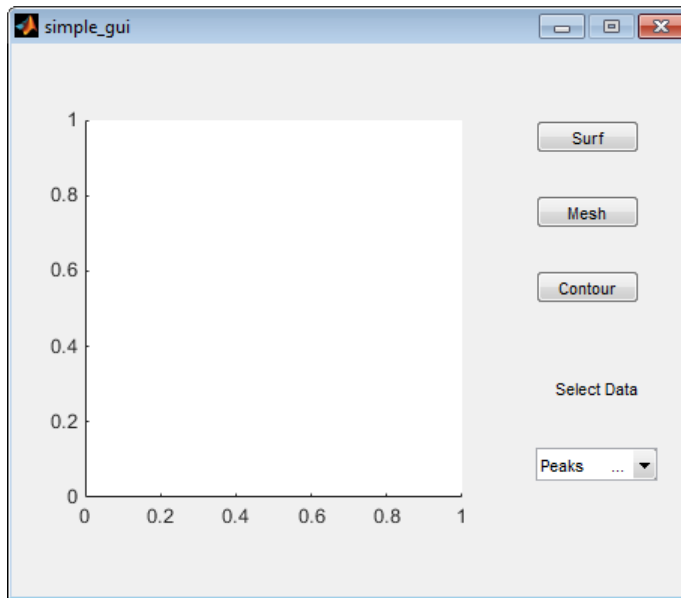 simple_gui
1
0.8
0.6
0.4
0.2
0
0 0.2 0.4 0.6 0.8 1
Surf
Mesh
Contour
Select Data
Peaks ...